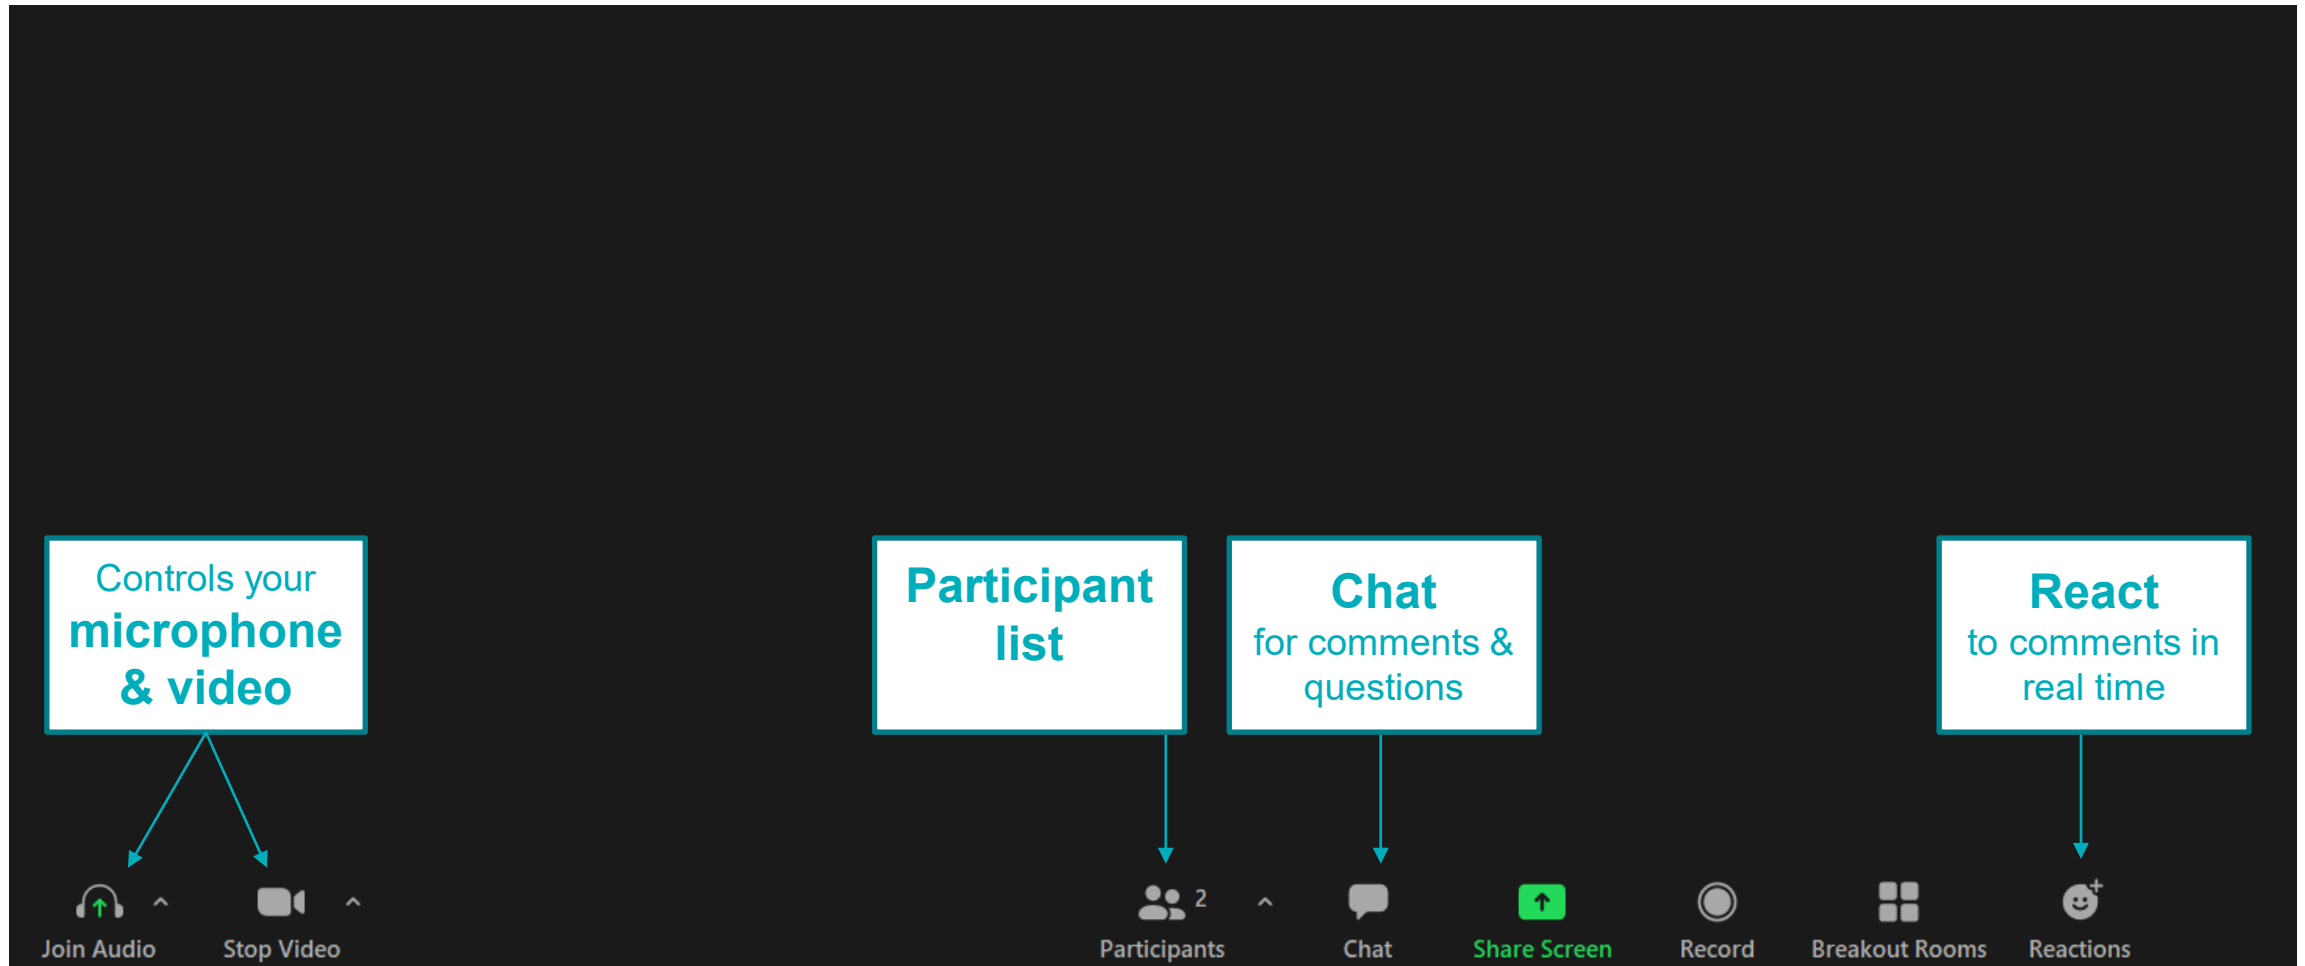 Controls your
microphone
& video
Participant
list
Chat
for comments &
questions
React
to comments in
real time
2
Join Audio
Stop Video
Participants
Chat
Share Screen
Record
Breakout Rooms
Reactions